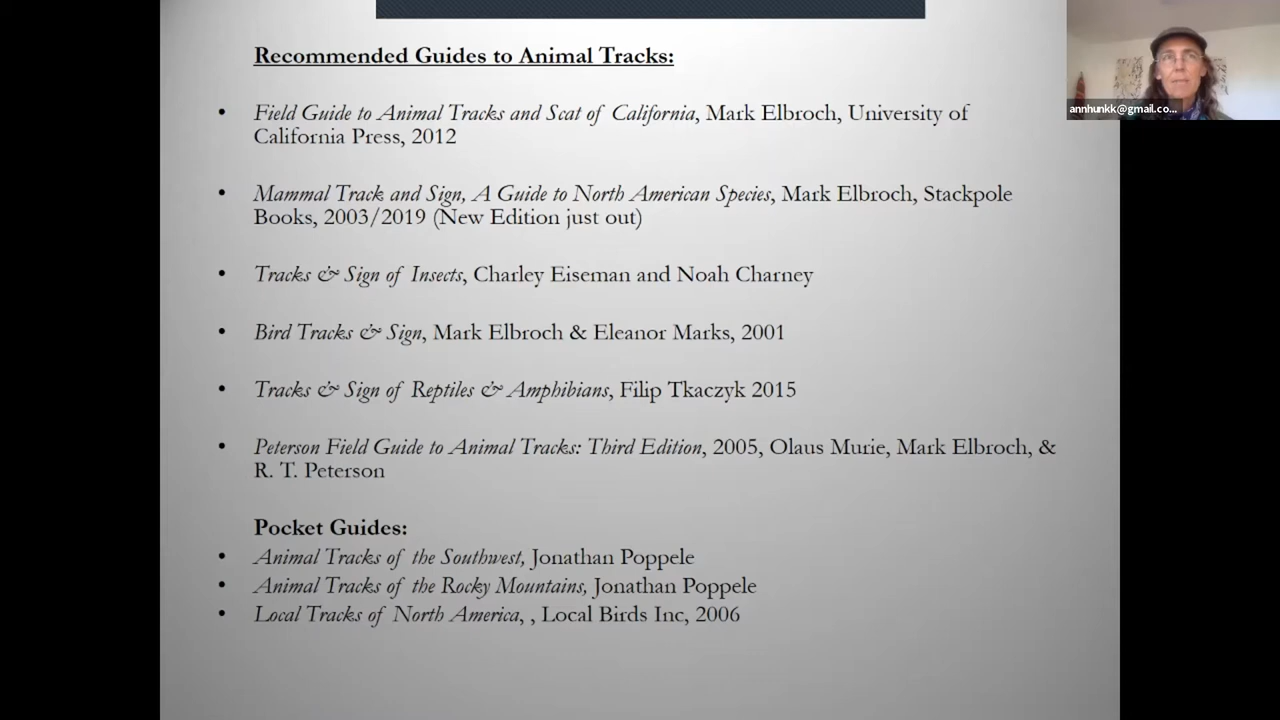 Recommended Guides to Animal Tracks:
• Field Guide to Animal Tracks and Scat of California, Mark Elbroch, University of
California Press, 2012
• Mammal Track and Sign, A Guide to North American Species, Mark Elbroch, Stackpole
Books, 2003/2019 (New Edition just out)
• Tracks & Sign of Insects, Charley Eiseman and Noah Charney
• Bird Tracks & Sign, Mark Elbroch & Eleanor Marks, 2001
• Tracks & Sign of Reptiles & Amphibians, Filip Tkaczyk 2015
• Peterson Field Guide to Animal Tracks: Third Edition, 2005, Olaus Murie, Mark Elbroch, &
R. T. Peterson
Pocket Guides:
• Animal Tracks of the Southwest, Jonathan Poppele
• Animal Tracks of the Rocky Mountains, Jonathan Poppele
• Local Tracks of North America, , Local Birds Inc, 2006
annhunkk@gmail.co...